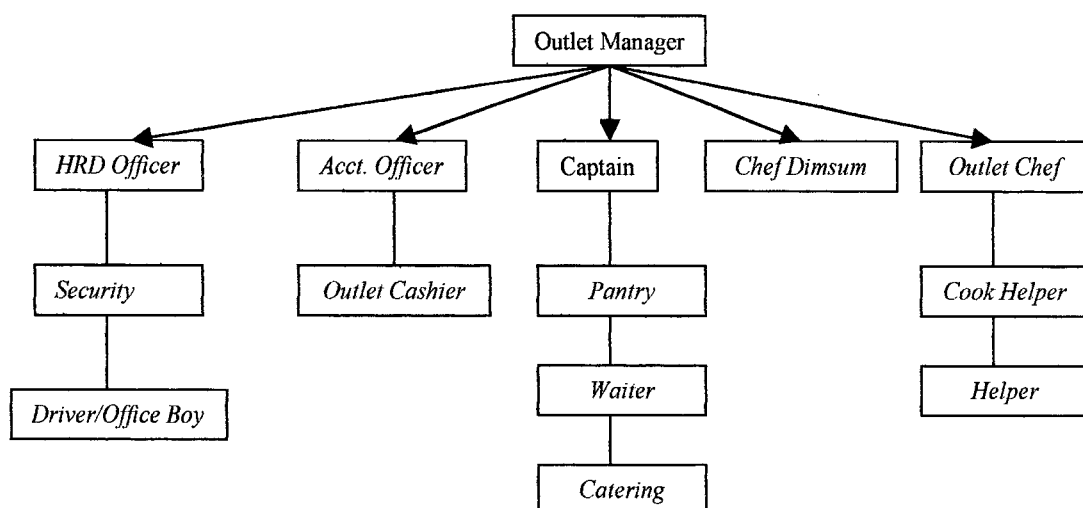 Outlet Manager
HRD Officer
Acct. Officer
Captain
Chef Dimsum
Outlet Chef
Security
Outlet Cashier
Pantry
Cook Helper
Waiter
Helper
Driver/Office Boy
Catering